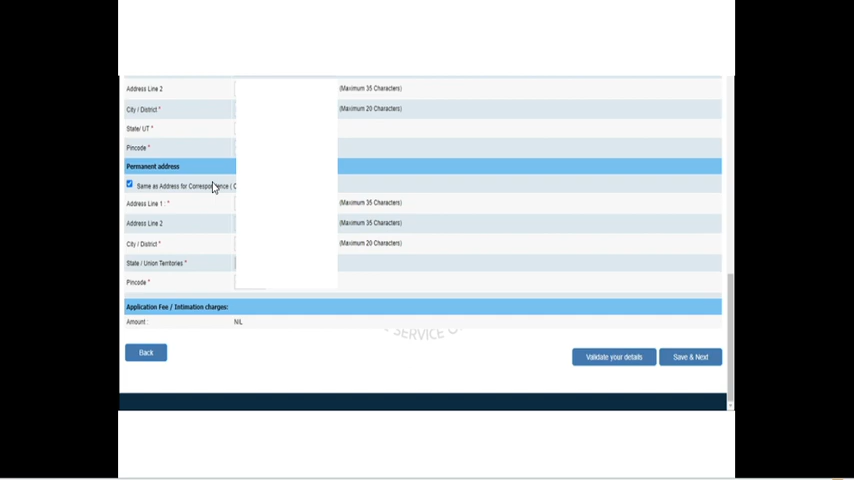 Address Line 2 (Maximum 35 Characters)
City / District * (Maximum 20 Characters)
State/ UT *
Pincode *
Permanent address
Same as Address for Correspondence (
Address Line 1 : * (Maximum 35 Characters)
Address Line 2 (Maximum 35 Characters)
City / District * (Maximum 20 Characters)
State / Union Territories *
Pincode *
Application Fee / Intimation charges:
Amount : NIL
SERVICE
Back
Validate your details Save & Next